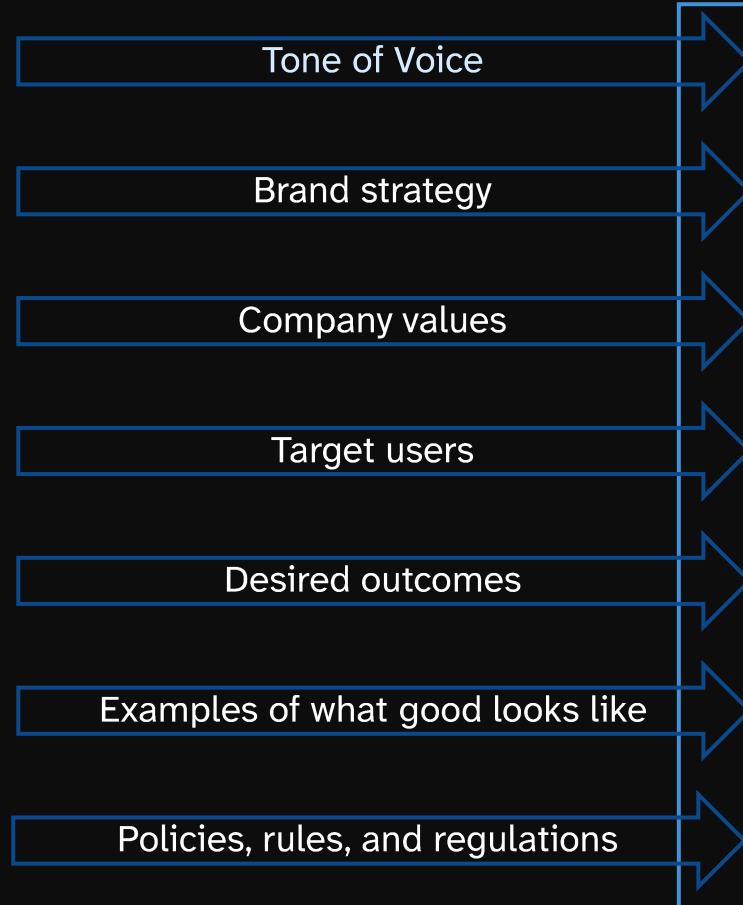 Tone of Voice
Brand strategy
Company values
Target users
Desired outcomes
Examples of what good looks like
Policies, rules, and regulations